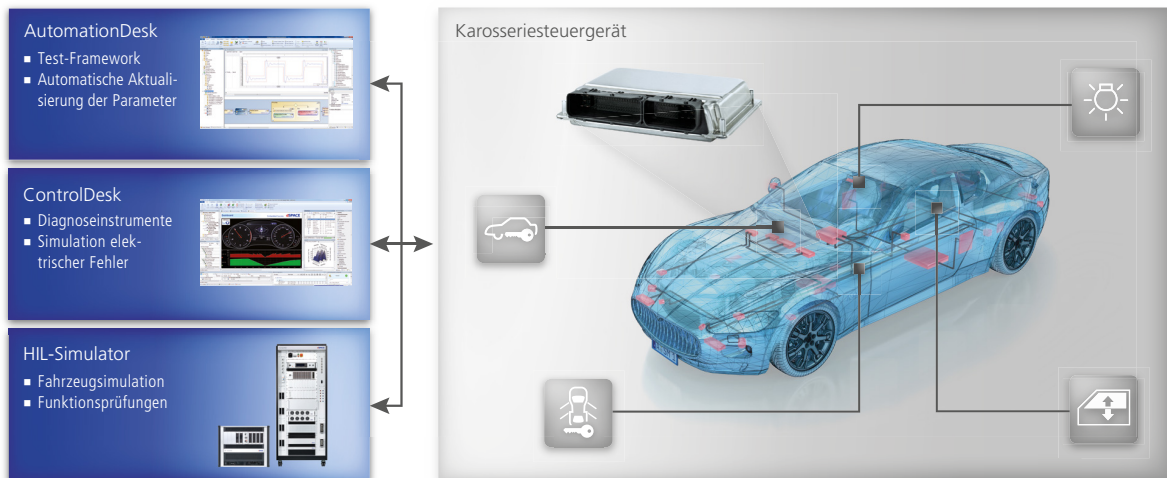 AutomationDesk
■ Test-Framework
■ Automatische Aktuali-
sierung der Parameter
ControlDesk
■ Diagnoseinstrumente
■ Simulation elek-
trischer Fehler
HIL-Simulator
■ Fahrzeugsimulation
■ Funktionsprüfungen
Karosseriesteuergerät